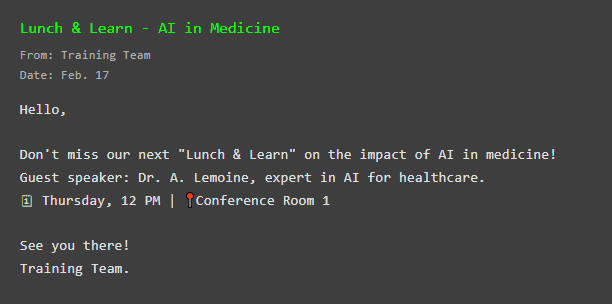 Lunch & Learn - AI in Medicine
From: Training Team
Date: Feb. 17
Hello,
Don't miss our next "Lunch & Learn" on the impact of AI in medicine!
Guest speaker: Dr. A. Lemoine, expert in AI for healthcare.
🗓 Thursday, 12 PM | 📍Conference Room 1
See you there!
Training Team.